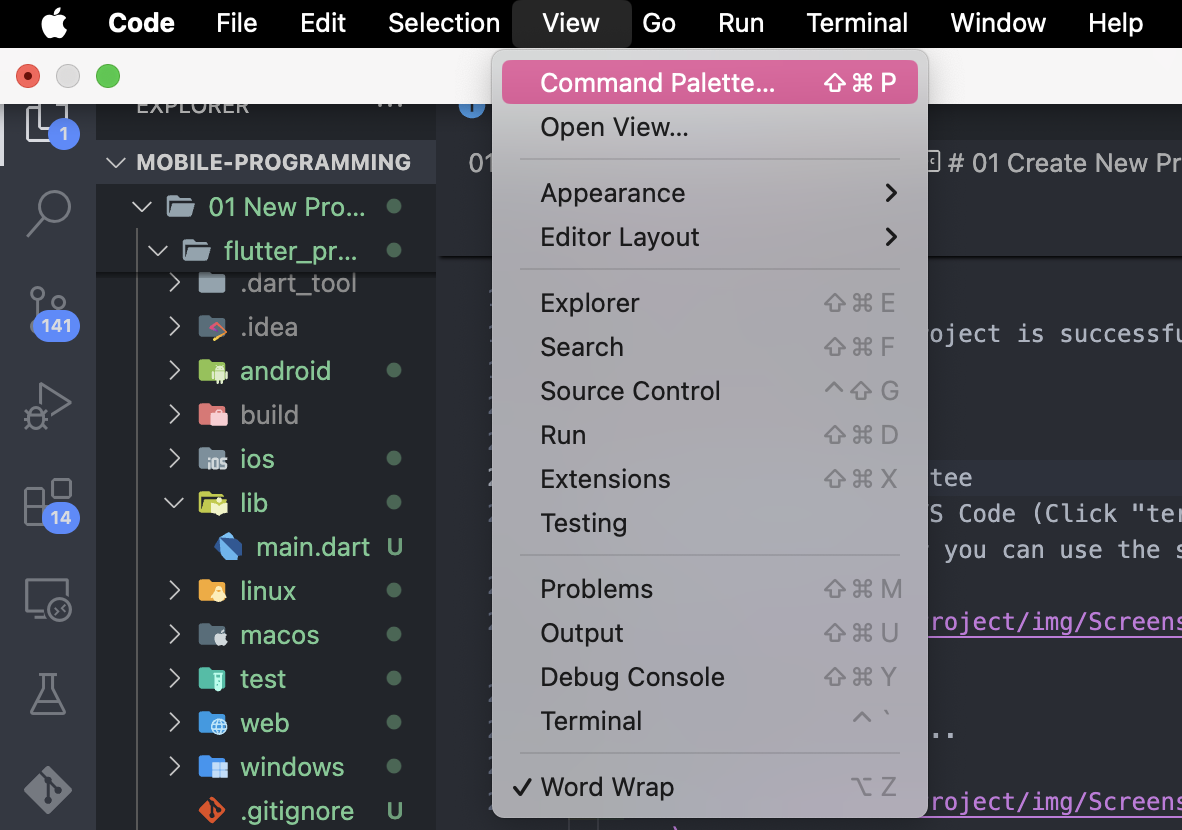 Code File Edit Selection View Go Run Terminal Window Help
EXPLORER
1
MOBILE-PROGRAMMING
01 New Pro...
flutter_pr...
.dart_tool
.idea
android
build
ios
lib
main.dart U
linux
macos
test
web
windows
.gitignore U
141
14
Command Palette... ⇧⌘P
Open View...
Appearance
Editor Layout
Explorer ⇧⌘E
Search ⇧⌘F
Source Control ^⇧G
Run ⇧⌘D
Extensions ⇧⌘X
Testing
Problems ⇧⌘M
Output ⇧⌘U
Debug Console ⇧⌘Y
Terminal ^`
✓ Word Wrap ⌥Z
01
# 01 Create New Pr
oject is successfu
tee
S Code (Click "ter
you can use the s
roject/img/Screens
..
roject/img/Screens